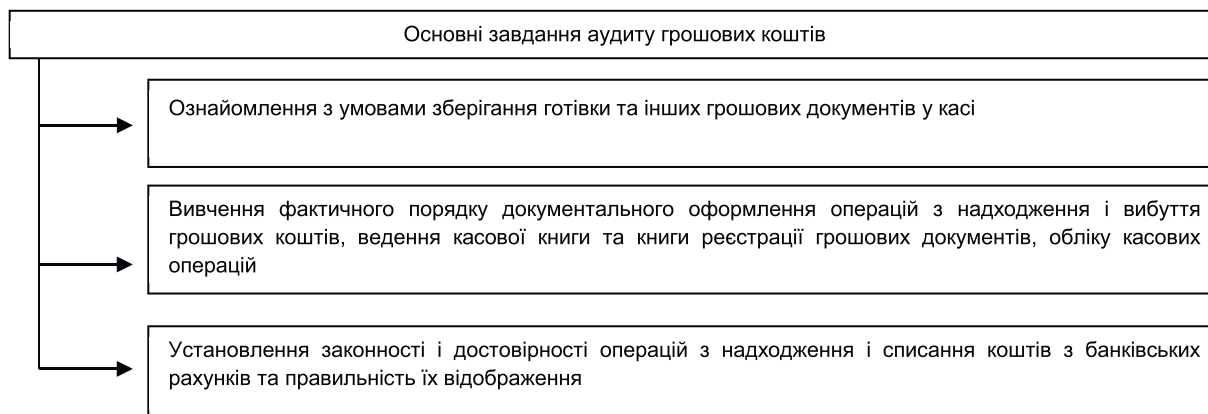 Основні завдання аудиту грошових коштів
Ознайомлення з умовами зберігання готівки та інших грошових документів у касі
Вивчення фактичного порядку документального оформлення операцій з надходження і вибуття
грошових коштів, ведення касової книги та книги реєстрації грошових документів, обліку касових
операцій
Установлення законності і достовірності операцій з надходження і списання коштів з банківських
рахунків та правильність їх відображення